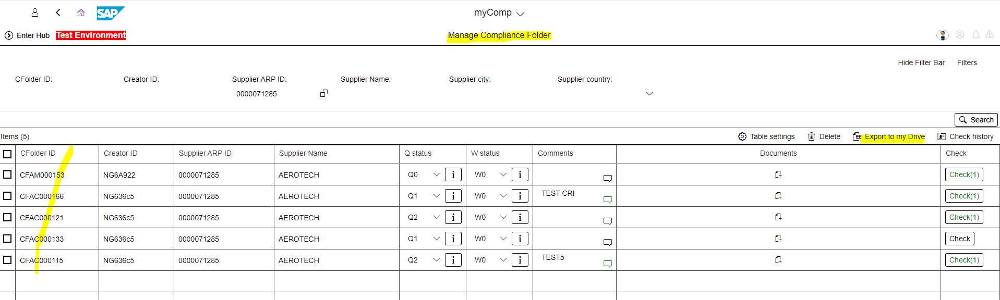 SAP
myComp
Enter Hub Test Environment Manage Compliance Folder
Hide Filter Bar Filters
CFolder ID: Creator ID: Supplier ARP ID: Supplier Name: Supplier city: Supplier country:
0000071285
Search
Items (5) Table settings Delete Export to my Drive Check history
CFolder ID Creator ID Supplier ARP ID Supplier Name Q status W status Comments Documents Check
CFAM000153 NG6A922 0000071285 AEROTECH Q0 i W0 i Check(1)
CFAC000166 NG636c5 0000071285 AEROTECH Q1 i W0 i TEST CRI Check(1)
CFAC000121 NG636c5 0000071285 AEROTECH Q2 i W0 i Check(1)
CFAC000133 NG636c5 0000071285 AEROTECH Q1 i W0 i Check
CFAC000115 NG636c5 0000071285 AEROTECH Q2 i W0 i TEST5 Check(1)